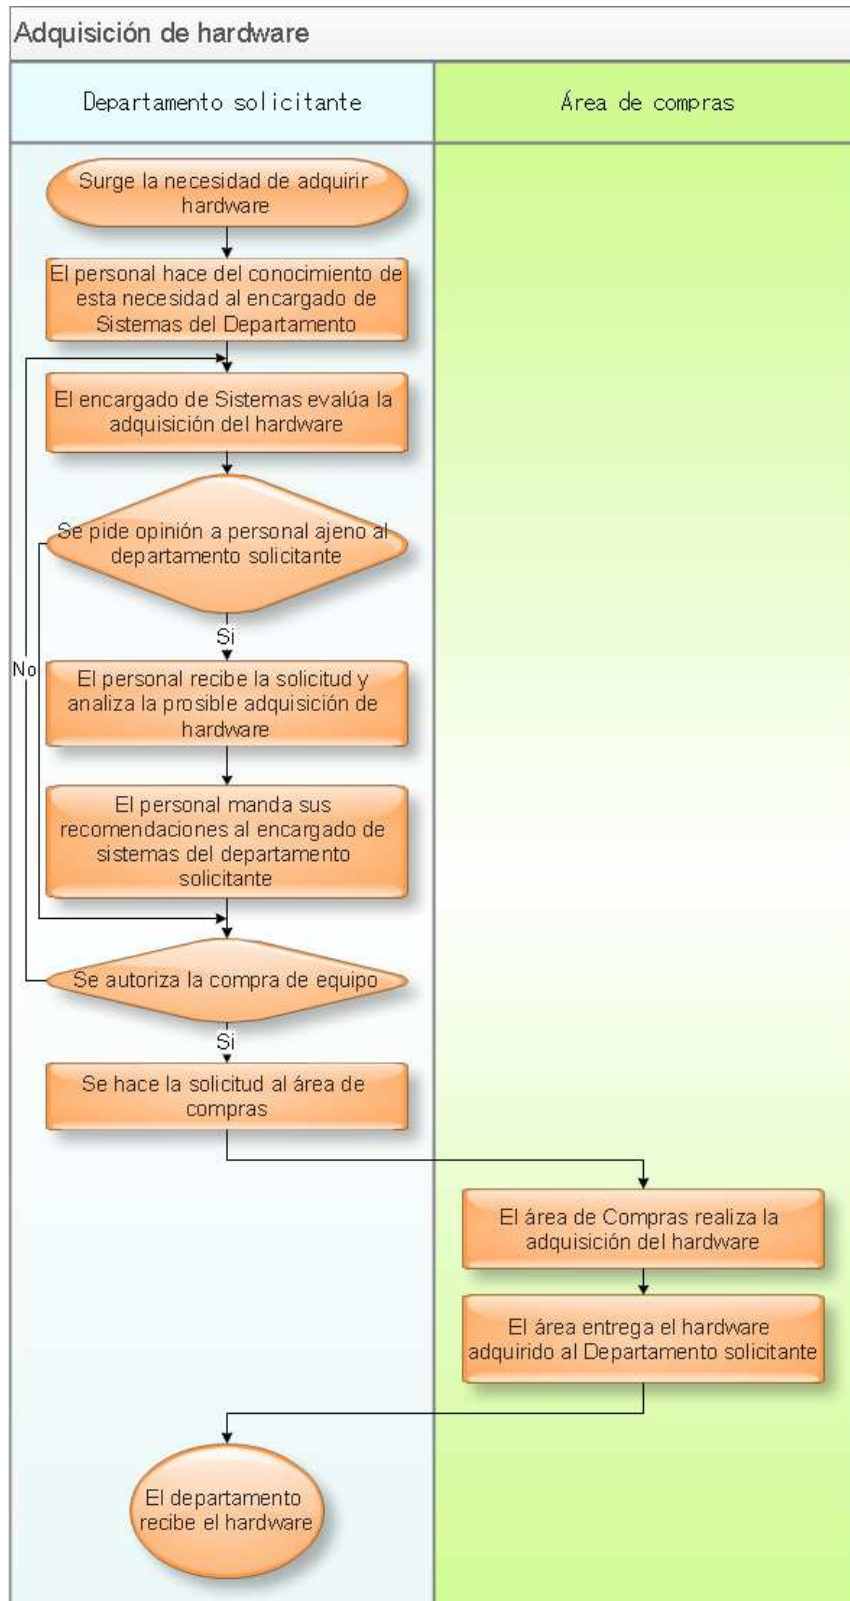 Adquisición de hardware
Departamento solicitante
Área de compras
Surge la necesidad de adquirir
hardware
El personal hace del conocimiento de
esta necesidad al encargado de
Sistemas del Departamento
El encargado de Sistemas evalúa la
adquisición del hardware
Se pide opinión a personal ajeno al
departamento solicitante
Si
No
El personal recibe la solicitud y
analiza la prosible adquisición de
hardware
El personal manda sus
recomendaciones al encargado de
sistemas del departamento
solicitante
Se autoriza la compra de equipo
Si
Se hace la solicitud al área de
compras
El área de Compras realiza la
adquisición del hardware
El área entrega el hardware
adquirido al Departamento solicitante
El departamento
recibe el hardware